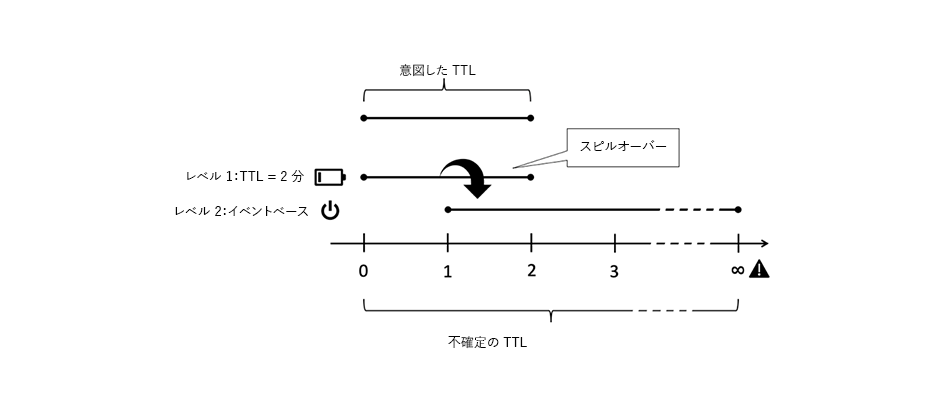 意図した TTL
スピルオーバー
レベル 1:TTL = 2 分
レベル 2:イベントベース
0 1 2 3 ∞
不確定の TTL